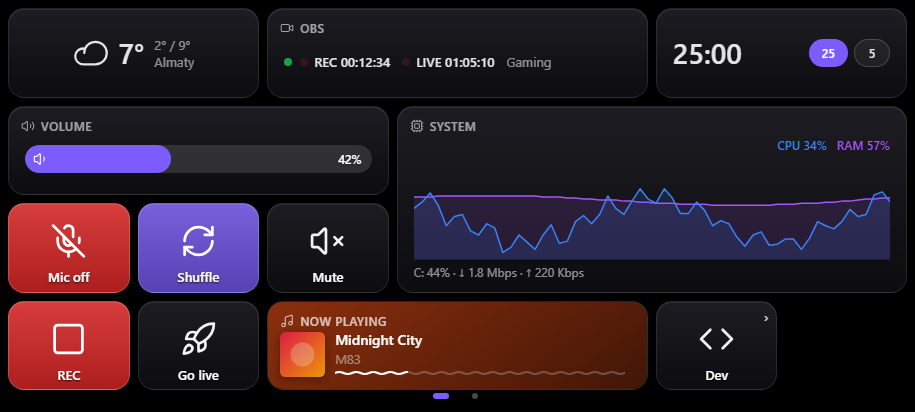 7°
2° / 9°
Almaty
OBS
REC 00:12:34 LIVE 01:05:10 Gaming
25:00
25
5
VOLUME
42%
SYSTEM
CPU 34% RAM 57%
C: 44% · ↓ 1.8 Mbps · ↑ 220 Kbps
Mic off
Shuffle
Mute
REC
Go live
NOW PLAYING
Midnight City
M83
Dev